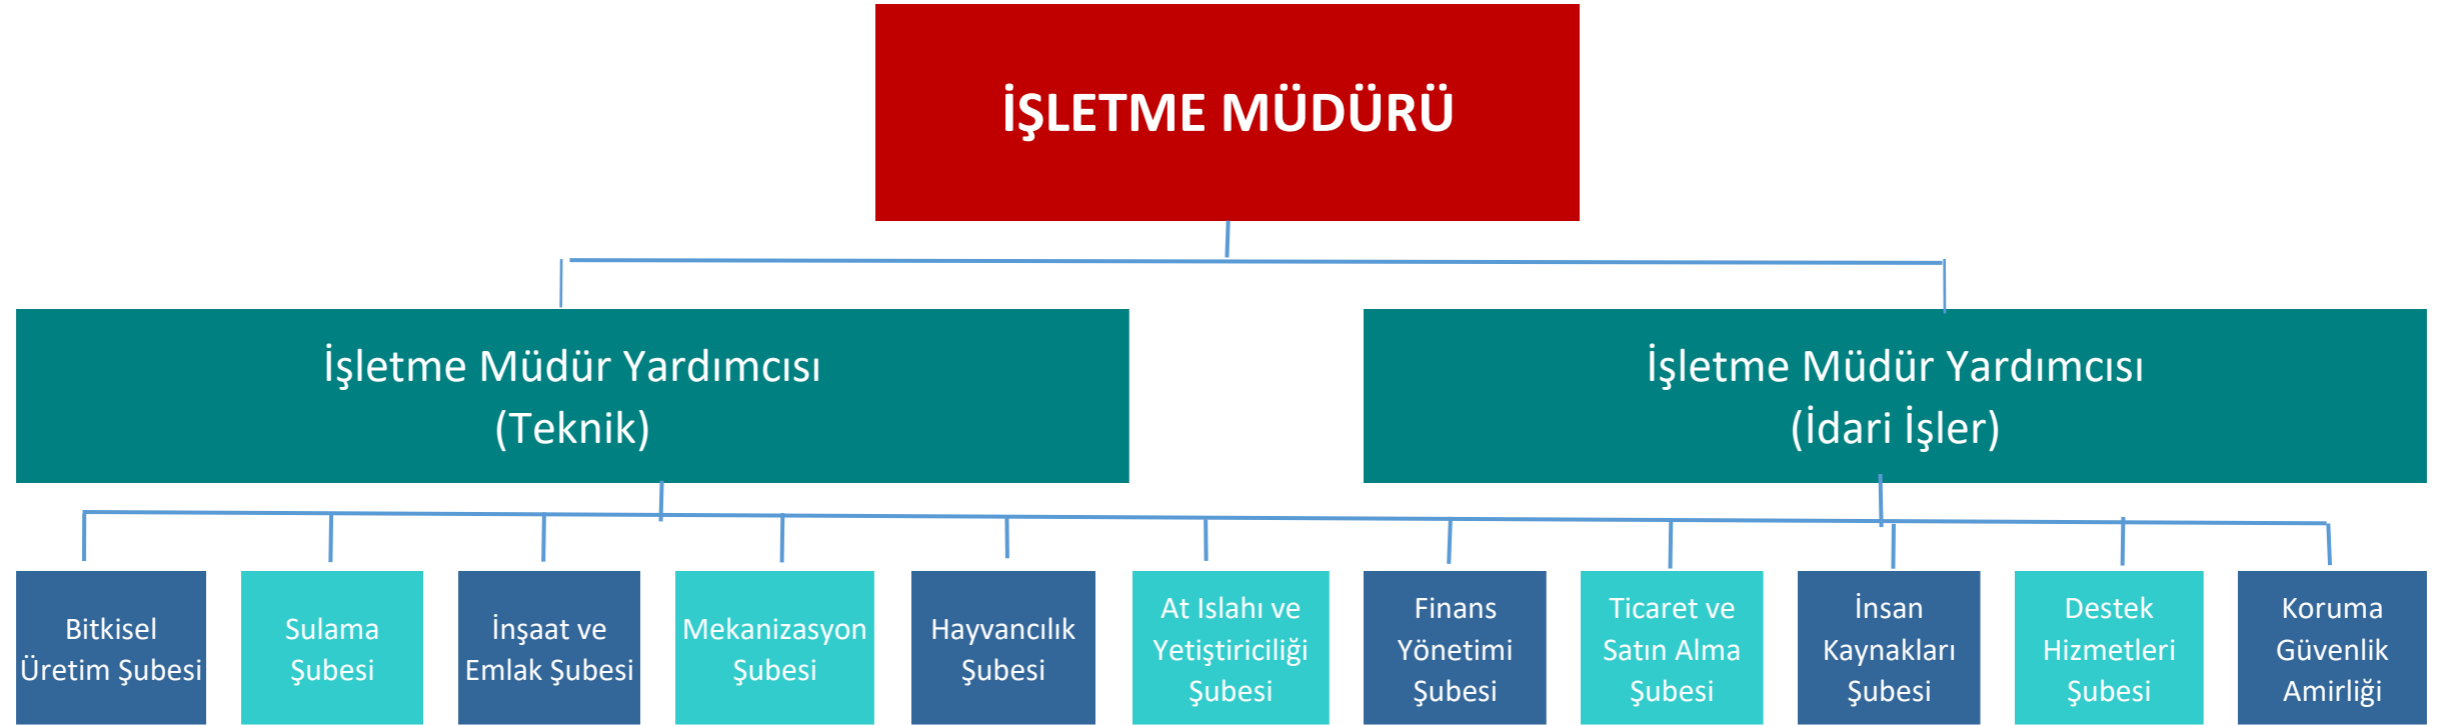 İŞLETME MÜDÜRÜ
İşletme Müdür Yardımcısı
(Teknik)
İşletme Müdür Yardımcısı
(İdari İşler)
Bitkisel
Üretim Şubesi
Sulama
Şubesi
İnşaat ve
Emlak Şubesi
Mekanizasyon
Şubesi
Hayvancılık
Şubesi
At Islahı ve
Yetiştiriciliği
Şubesi
Finans
Yönetimi
Şubesi
Ticaret ve
Satın Alma
Şubesi
İnsan
Kaynakları
Şubesi
Destek
Hizmetleri
Şubesi
Koruma
Güvenlik
Amirliği